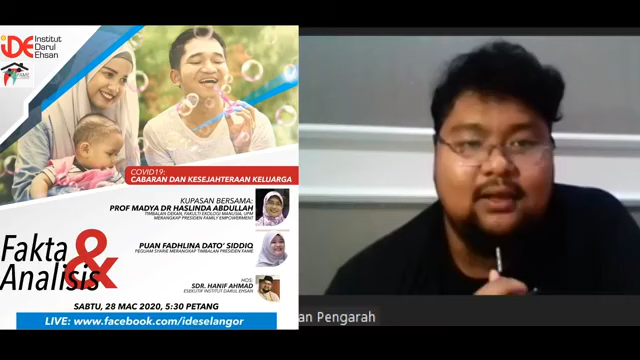 iDE Institut
Darul
Ehsan
COVID19:
CABARAN DAN KESEJAHTERAAN KELUARGA
KUPASAN BERSAMA:
PROF MADYA DR HASLINDA ABDULLAH
TIMBALAN DEKAN, FAKULTI EKOLOGI MANUSIA, UPM
MERANGKAP PRESIDEN FAMILY EMPOWERMENT
PUAN FADHLINA DATO' SIDDIQ
PEGUAM SYARIE MERANGKAP TIMBALAN PRESIDEN FAME
Fakta
&
Analisis
HOS:
SDR. HANIF AHMAD
EKSEKUTIF INSTITUT DARUL EHSAN
SABTU, 28 MAC 2020, 5:30 PETANG
LIVE: www.facebook.com/ideselangor
an Pengarah